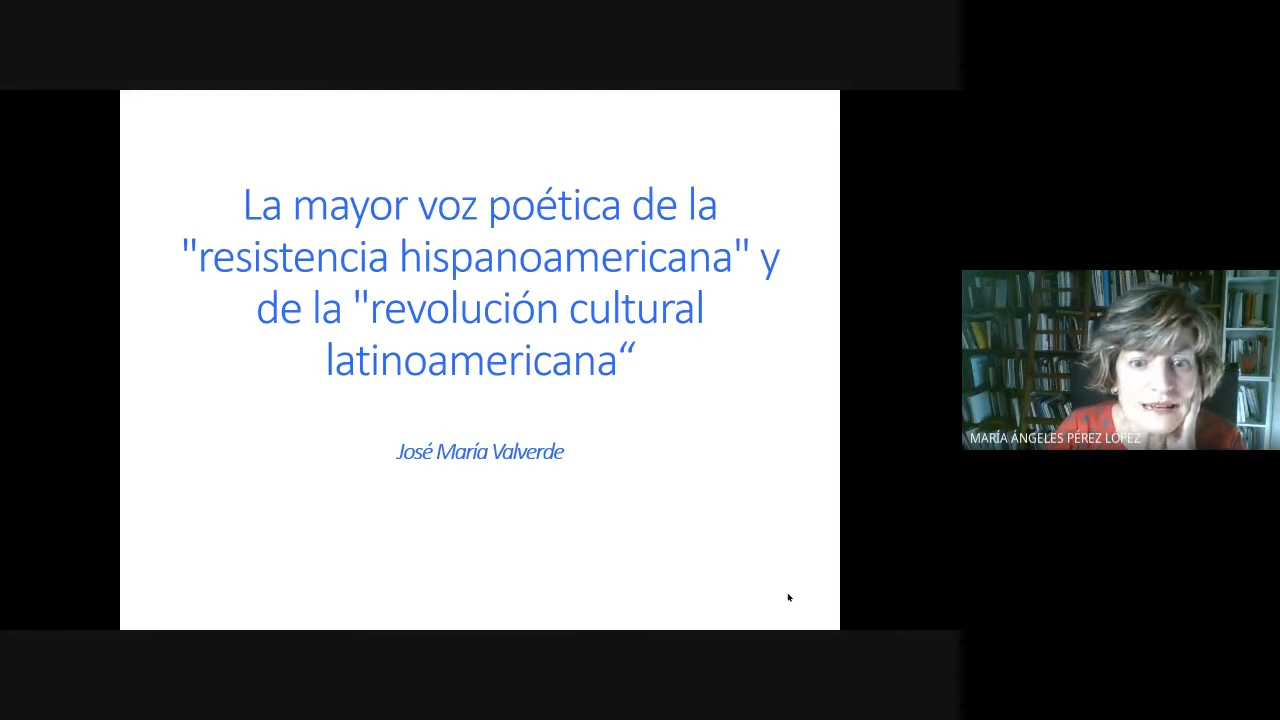 La mayor voz poética de la
"resistencia hispanoamericana" y
de la "revolución cultural
latinoamericana“
José María Valverde
MARÍA ÁNGELES PÉREZ LOPEZ